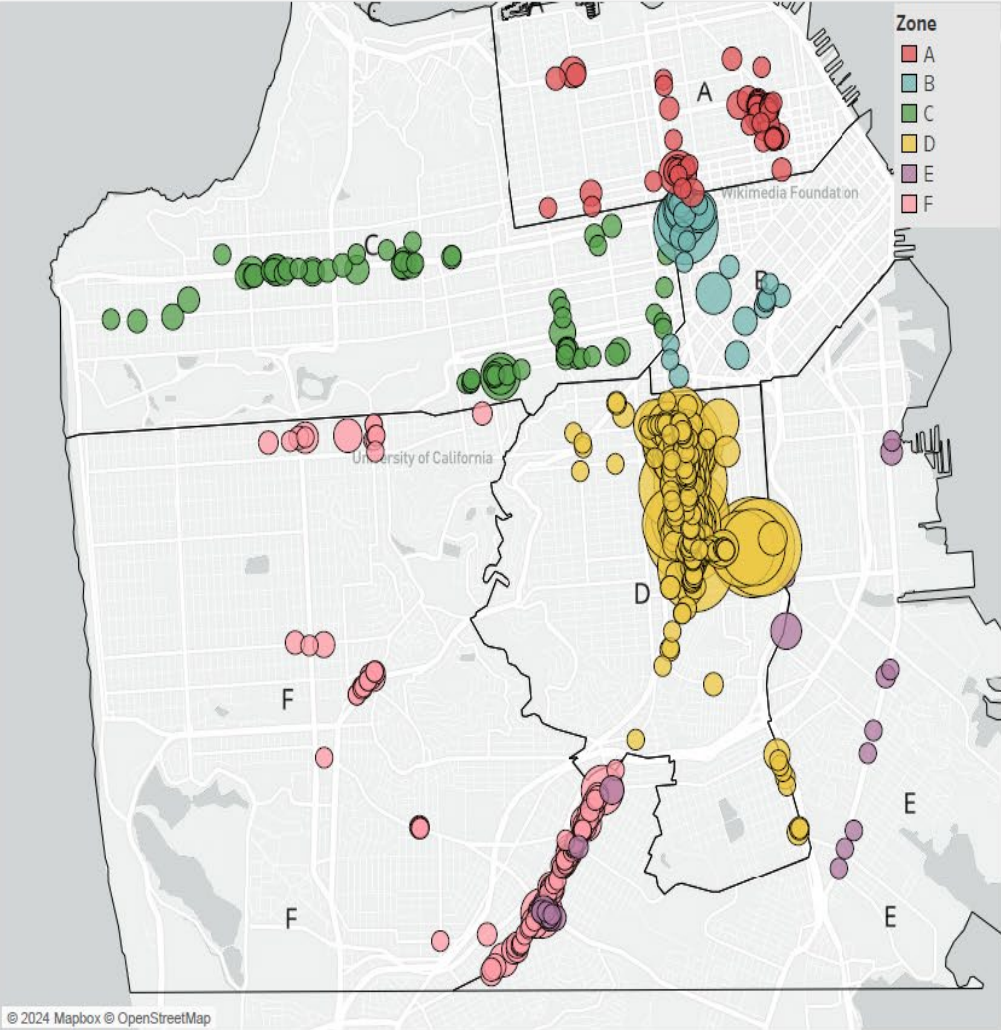 Zone
A
B
C
D
E
F
A
Wikimedia Foundation
C
B
University of California
D
F
E
F
E
© 2024 Mapbox © OpenStreetMap